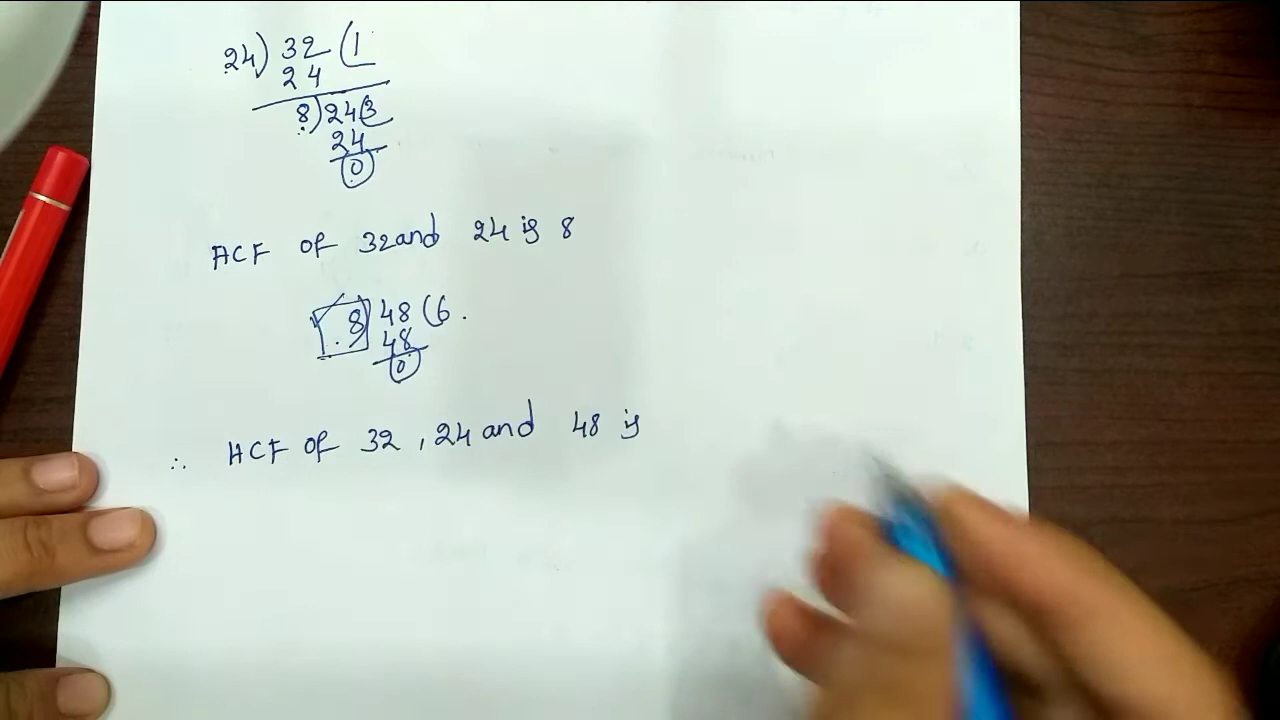 24) 32 (1
24
8) 24 (3
24
0
HCF of 32 and 24 is 8
8) 48 (6.
48
0
∴ HCF of 32, 24 and 48 is